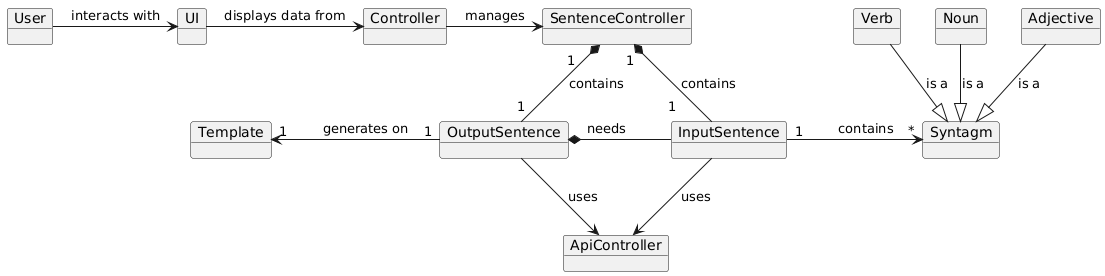 User interacts with UI displays data from Controller manages SentenceController Verb Noun Adjective
1 1
contains contains is a is a is a
1 1
Template 1 generates on 1 OutputSentence needs InputSentence 1 contains * Syntagm
uses uses
ApiController